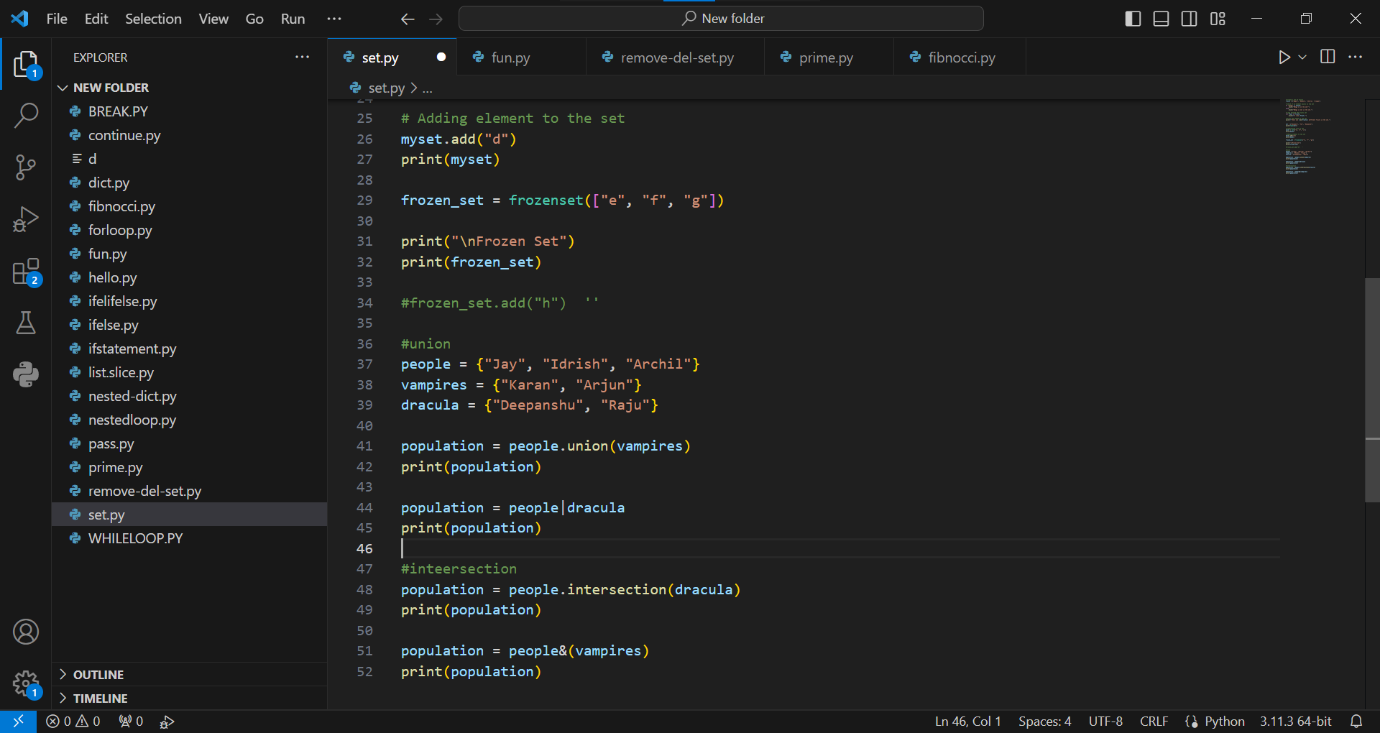 File Edit Selection View Go Run ··· New folder
EXPLORER ···
set.py fun.py remove-del-set.py prime.py fibnocci.py ···
set.py > ...
NEW FOLDER
BREAK.PY
continue.py
d
dict.py
fibnocci.py
forloop.py
fun.py
hello.py
ifelifelse.py
ifelse.py
ifstatement.py
list.slice.py
nested-dict.py
nestedloop.py
pass.py
prime.py
remove-del-set.py
set.py
WHILELOOP.PY
OUTLINE
TIMELINE
1
2
1
24
25 # Adding element to the set
26 myset.add("d")
27 print(myset)
28
29 frozen_set = frozenset(["e", "f", "g"])
30
31 print("\nFrozen Set")
32 print(frozen_set)
33
34 #frozen_set.add("h")  ''
35
36 #union
37 people = {"Jay", "Idrish", "Archil"}
38 vampires = {"Karan", "Arjun"}
39 dracula = {"Deepanshu", "Raju"}
40
41 population = people.union(vampires)
42 print(population)
43
44 population = people|dracula
45 print(population)
46
47 #inteersection
48 population = people.intersection(dracula)
49 print(population)
50
51 population = people&(vampires)
52 print(population)
0 0 0 Ln 46, Col 1 Spaces: 4 UTF-8 CRLF Python 3.11.3 64-bit